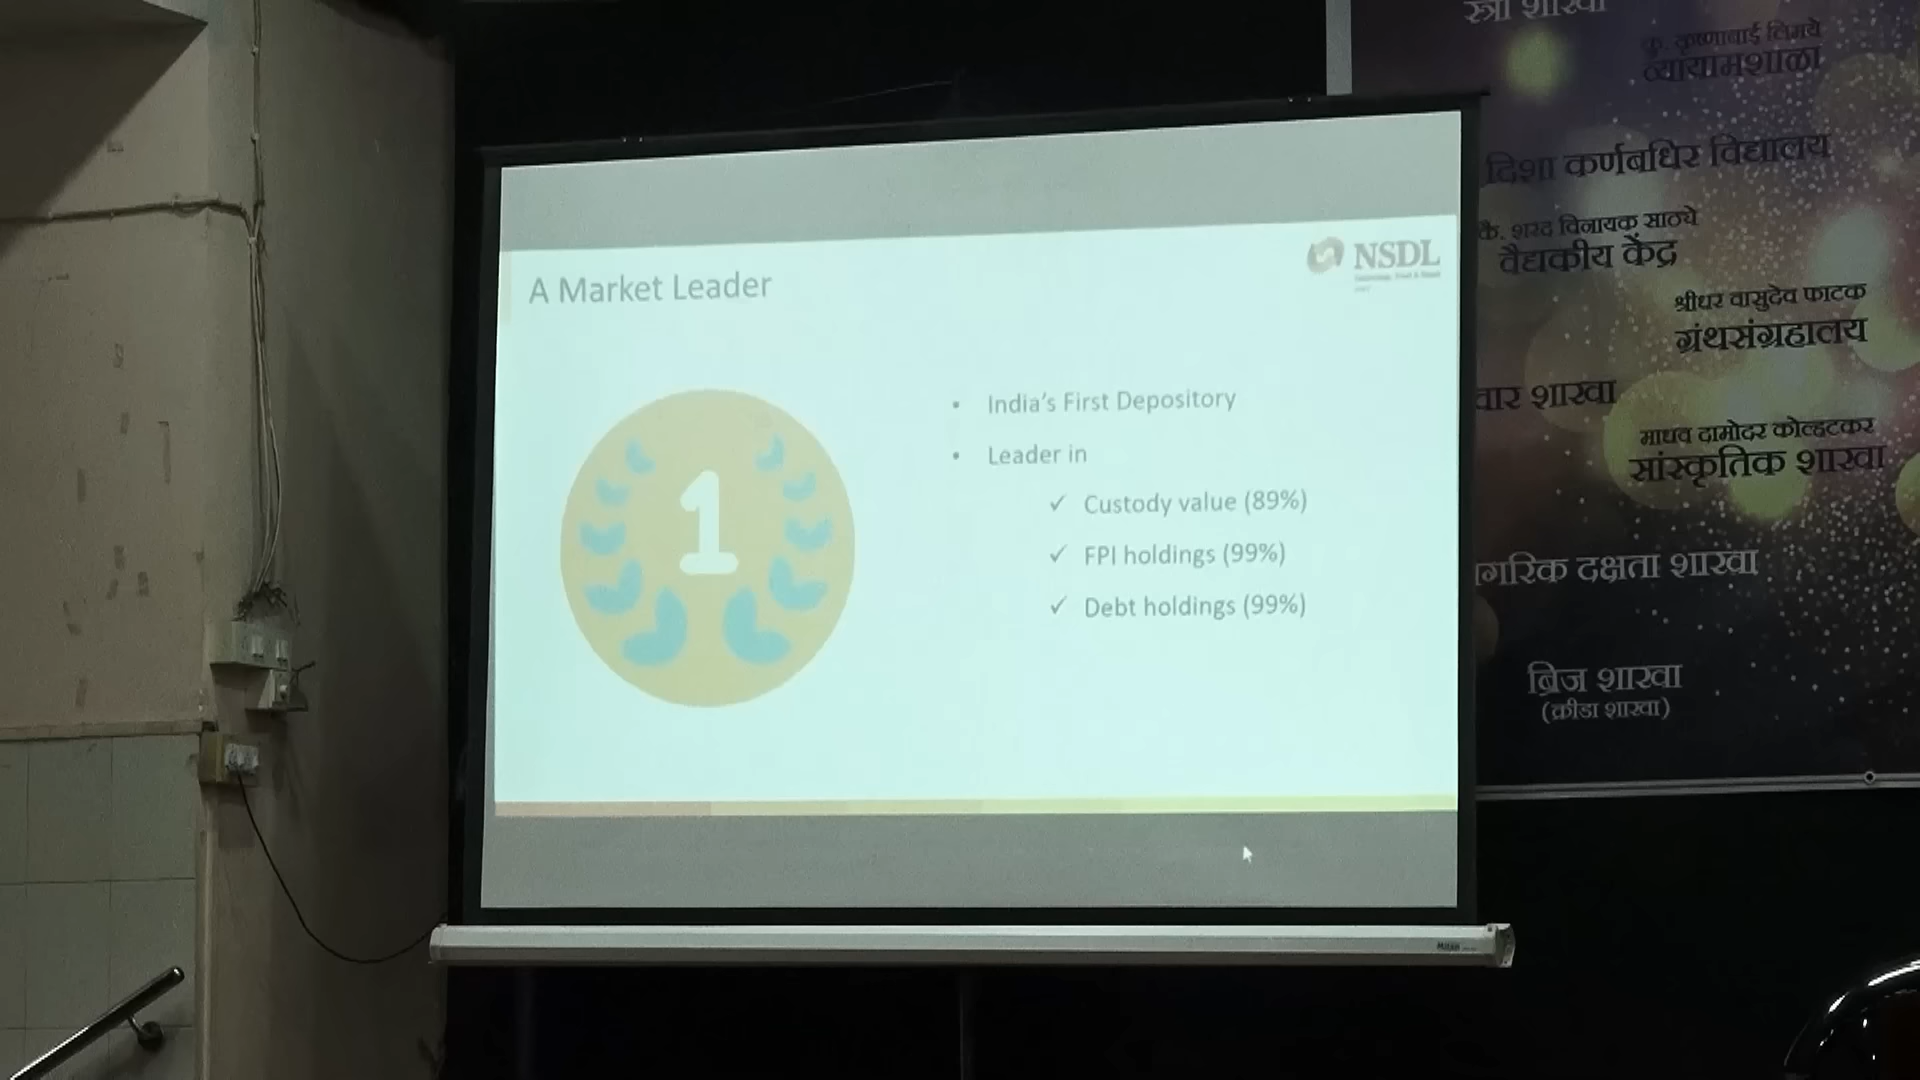 A Market Leader
NSDL
1
• India's First Depository
• Leader in
✓ Custody value (89%)
✓ FPI holdings (99%)
✓ Debt holdings (99%)
स्त्री शाखा
कु. कृष्णाबाई लिमये
व्यायामशाळा
दिशा कर्णबधिर विद्यालय
कै. शरद विनायक साठ्ये
वैद्यकीय केंद्र
श्रीधर वासुदेव फाटक
ग्रंथसंग्रहालय
वार शाखा
माधव दामोदर कोल्हटकर
सांस्कृतिक शाखा
गरिक दक्षता शाखा
ब्रिज शाखा
(क्रीडा शाखा)